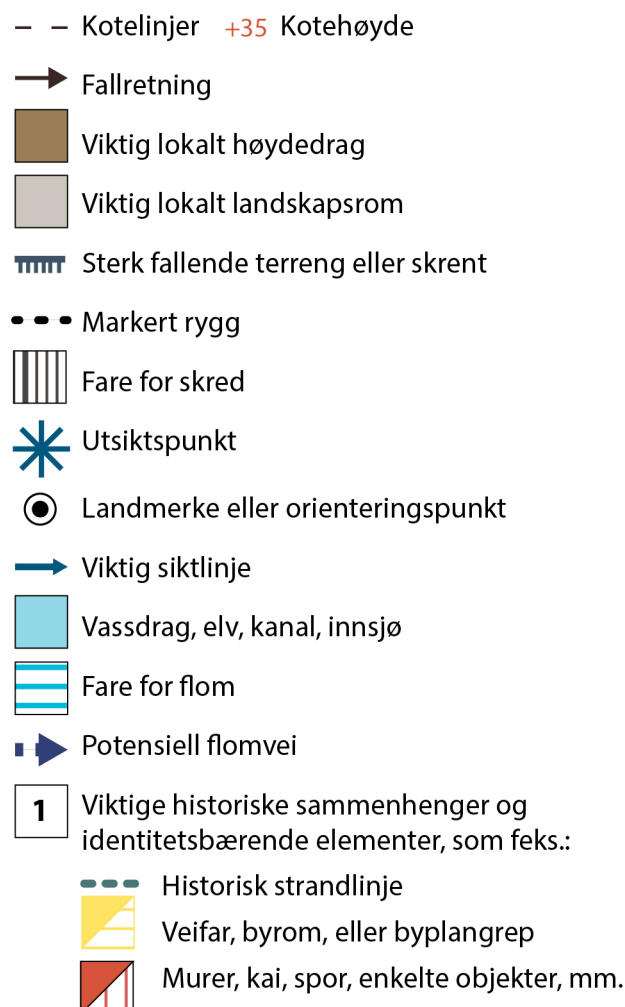 Kotelinjer +35 Kotehøyde
Fallretning
Viktig lokalt høydedrag
Viktig lokalt landskapsrom
Sterk fallende terreng eller skrent
Markert rygg
Fare for skred
Utsiktspunkt
Landmerke eller orienteringspunkt
Viktig siktlinje
Vassdrag, elv, kanal, innsjø
Fare for flom
Potensiell flomvei
1 Viktige historiske sammenhenger og
identitetsbærende elementer, som feks.:
Historisk strandlinje
Veifar, byrom, eller byplangrep
Murer, kai, spor, enkelte objekter, mm.